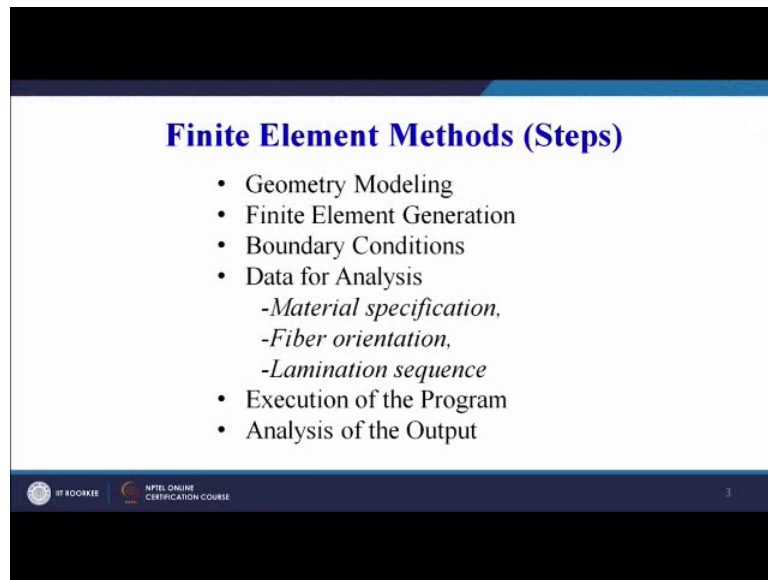 Finite Element Methods (Steps)
• Geometry Modeling
• Finite Element Generation
• Boundary Conditions
• Data for Analysis
-Material specification,
-Fiber orientation,
-Lamination sequence
• Execution of the Program
• Analysis of the Output
IIT ROORKEE
NPTEL ONLINE
CERTIFICATION COURSE
3